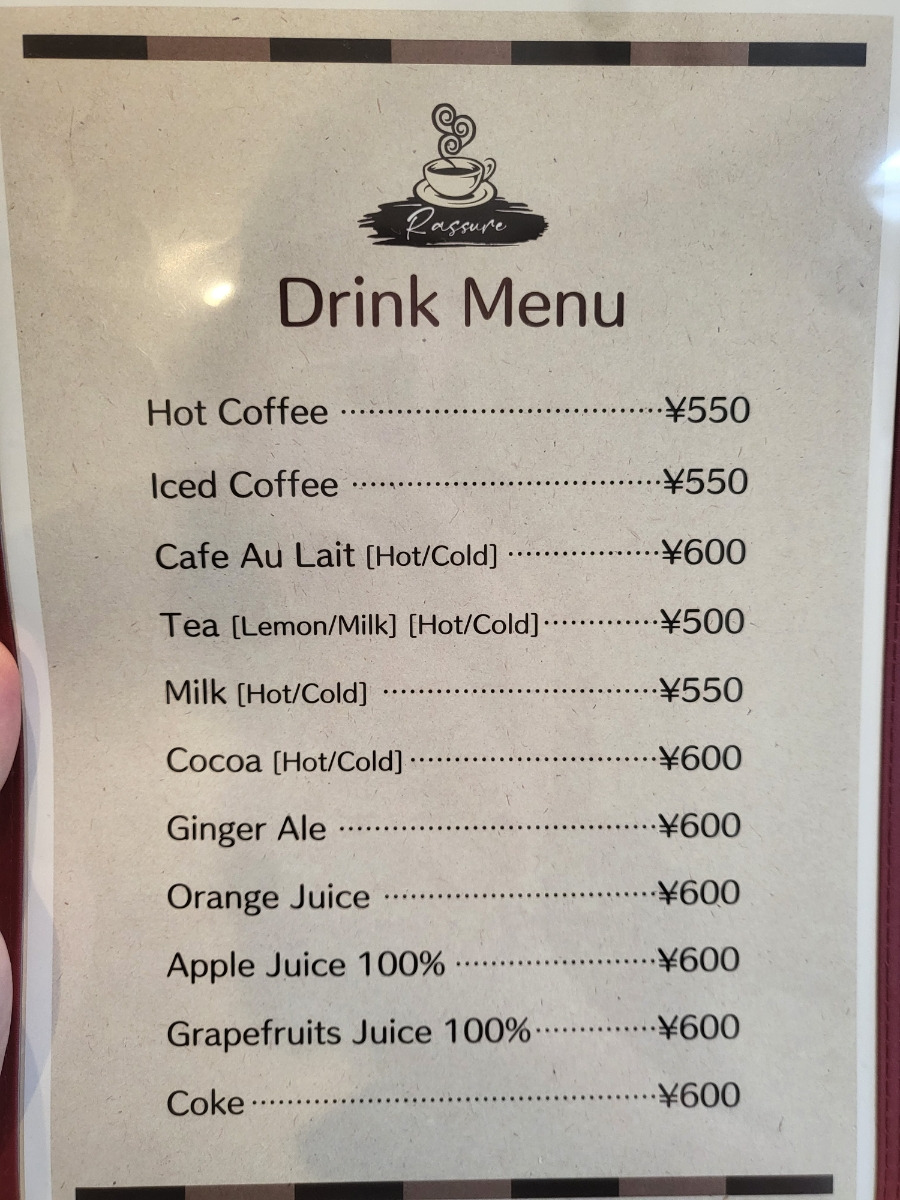 Rassure
Drink Menu
Hot Coffee ¥550
Iced Coffee ¥550
Cafe Au Lait [Hot/Cold] ¥600
Tea [Lemon/Milk] [Hot/Cold] ¥500
Milk [Hot/Cold] ¥550
Cocoa [Hot/Cold] ¥600
Ginger Ale ¥600
Orange Juice ¥600
Apple Juice 100% ¥600
Grapefruits Juice 100% ¥600
Coke ¥600